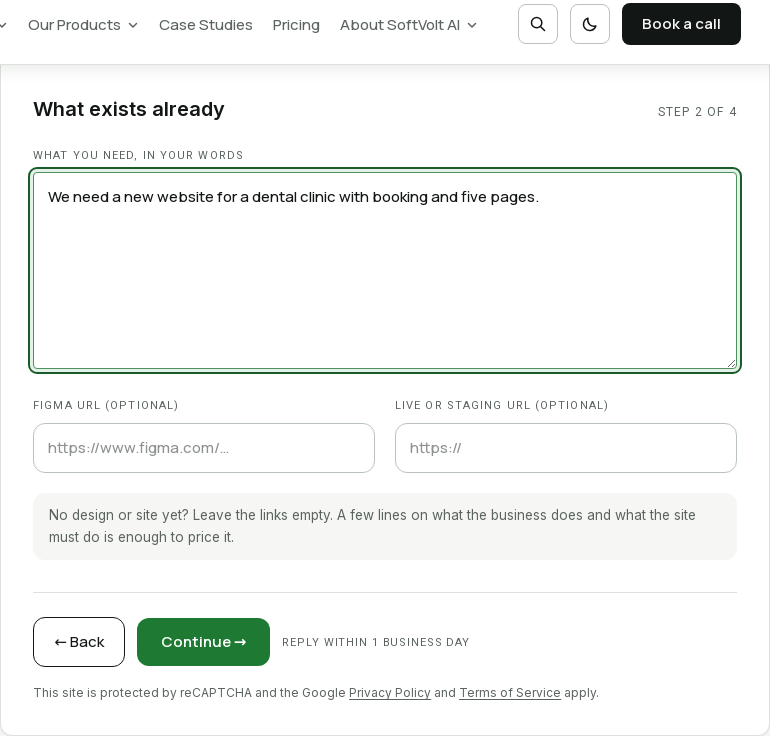 Our Products
Case Studies
Pricing
About SoftVolt AI
Book a call
What exists already
STEP 2 OF 4
WHAT YOU NEED, IN YOUR WORDS
We need a new website for a dental clinic with booking and five pages.
FIGMA URL (OPTIONAL)
LIVE OR STAGING URL (OPTIONAL)
https://www.figma.com/...
https://
No design or site yet? Leave the links empty. A few lines on what the business does and what the site
must do is enough to price it.
← Back
Continue →
REPLY WITHIN 1 BUSINESS DAY
This site is protected by reCAPTCHA and the Google Privacy Policy and Terms of Service apply.